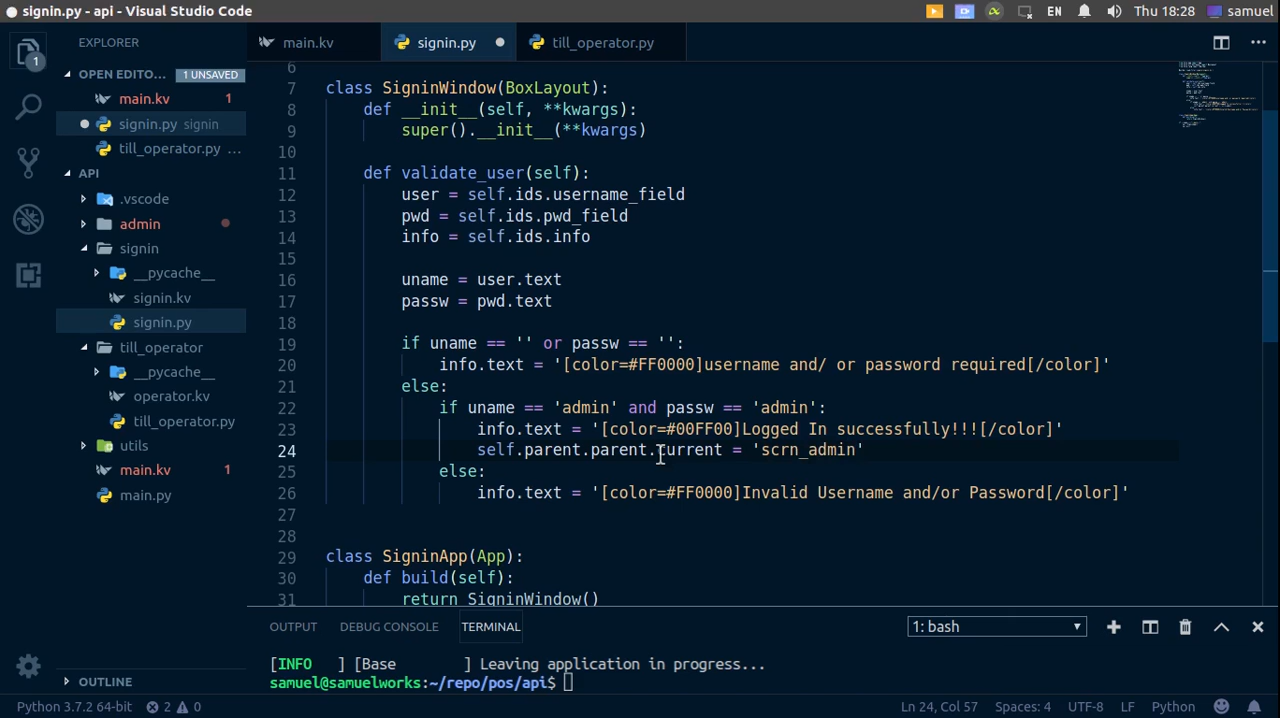 signin.py - api - Visual Studio Code
EN
Thu 18:28
samuel
1
EXPLORER
main.kv
signin.py
till_operator.py
OPEN EDITO...
1 UNSAVED
main.kv 1
signin.py signin
till_operator.py ...
API
.vscode
admin
signin
__pycache__
signin.kv
signin.py
till_operator
__pycache__
operator.kv
till_operator.py
utils
main.kv 1
main.py
OUTLINE
6
7 class SigninWindow(BoxLayout):
8 def __init__(self, **kwargs):
9 super().__init__(**kwargs)
10
11 def validate_user(self):
12 user = self.ids.username_field
13 pwd = self.ids.pwd_field
14 info = self.ids.info
15
16 uname = user.text
17 passw = pwd.text
18
19 if uname == '' or passw == '':
20 info.text = '[color=#FF0000]username and/ or password required[/color]'
21 else:
22 if uname == 'admin' and passw == 'admin':
23 info.text = '[color=#00FF00]Logged In successfully!!![/color]'
24 self.parent.parent.current = 'scrn_admin'
25 else:
26 info.text = '[color=#FF0000]Invalid Username and/or Password[/color]'
27
28
29 class SigninApp(App):
30 def build(self):
31 return SigninWindow()
OUTPUT
DEBUG CONSOLE
TERMINAL
1: bash
[INFO ] [Base ] Leaving application in progress...
samuel@samuelworks:~/repo/pos/api$
Python 3.7.2 64-bit
2
0
Ln 24, Col 57
Spaces: 4
UTF-8
LF
Python